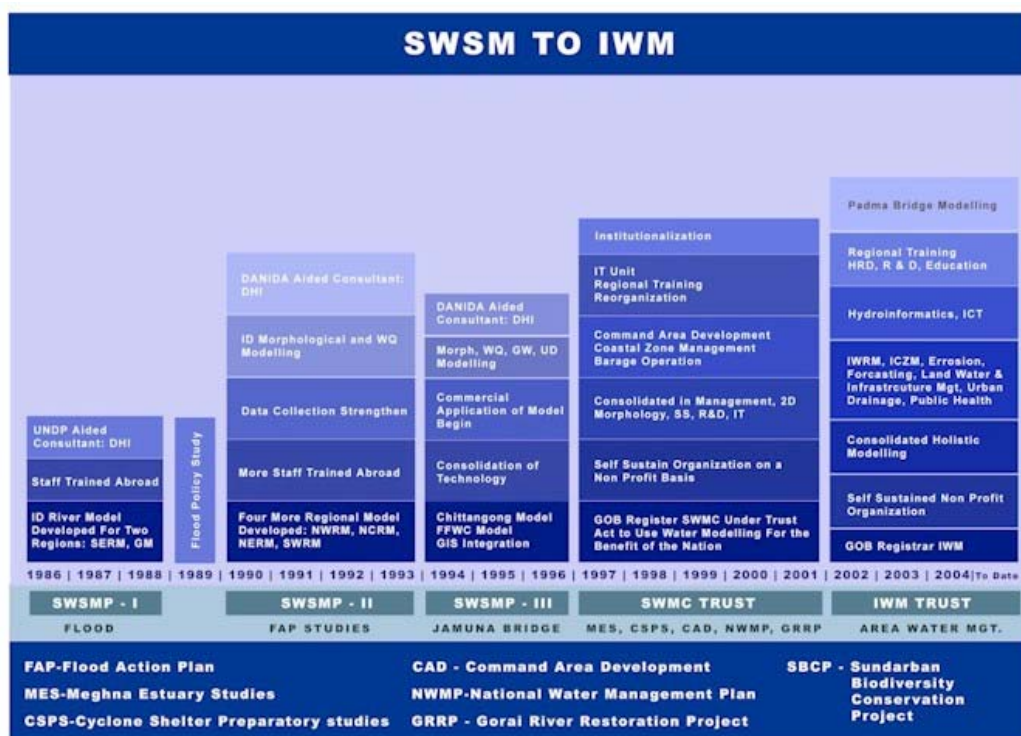 SWSM TO IWM
UNDP Aided
Consultant: DHI
Staff Trained Abroad
ID River Model
Developed For Two
Regions: SERM, GM
Flood Policy Study
DANIDA Aided Consultant:
DHI
ID Morphological and WQ
Modelling
Data Collection Strengthen
More Staff Trained Abroad
Four More Regional Model
Developed: NWRM, NCRM,
NERM, SWRM
DANIDA Aided
Consultant: DHI
Morph, WQ, GW, UD
Modelling
Commercial
Application of Model
Begin
Consolidation of
Technology
Chittangong Model
FFWC Model
GIS Integration
Institutionalization
IT Unit
Regional Training
Reorganization
Command Area Development
Coastal Zone Management
Barage Operation
Consolidated in Management, 2D
Morphology, SS, R&D, IT
Self Sustain Organization on a
Non Profit Basis
GOB Register SWMC Under Trust
Act to Use Water Modelling For the
Benefit of the Nation
Padma Bridge Modelling
Regional Training
HRD, R & D, Education
Hydroinformatics, ICT
IWRM, ICZM, Errosion,
Forcasting, Land Water &
Infrastrcuture Mgt, Urban
Drainage, Public Health
Consolidated Holistic
Modelling
Self Sustained Non Profit
Organization
GOB Registrar IWM
1986 | 1987 | 1988 | 1989 | 1990 | 1991 | 1992 | 1993 | 1994 | 1995 | 1996 | 1997 | 1998 | 1999 | 2000 | 2001 | 2002 | 2003 | 2004|To Date
SWSMP - I
FLOOD
SWSMP - II
FAP STUDIES
SWSMP - III
JAMUNA BRIDGE
SWMC TRUST
MES, CSPS, CAD, NWMP, GRRP
IWM TRUST
AREA WATER MGT.
FAP-Flood Action Plan
MES-Meghna Estuary Studies
CSPS-Cyclone Shelter Preparatory studies
CAD - Command Area Development
NWMP-National Water Management Plan
GRRP - Gorai River Restoration Project
SBCP - Sundarban
Biodiversity
Conservation
Project